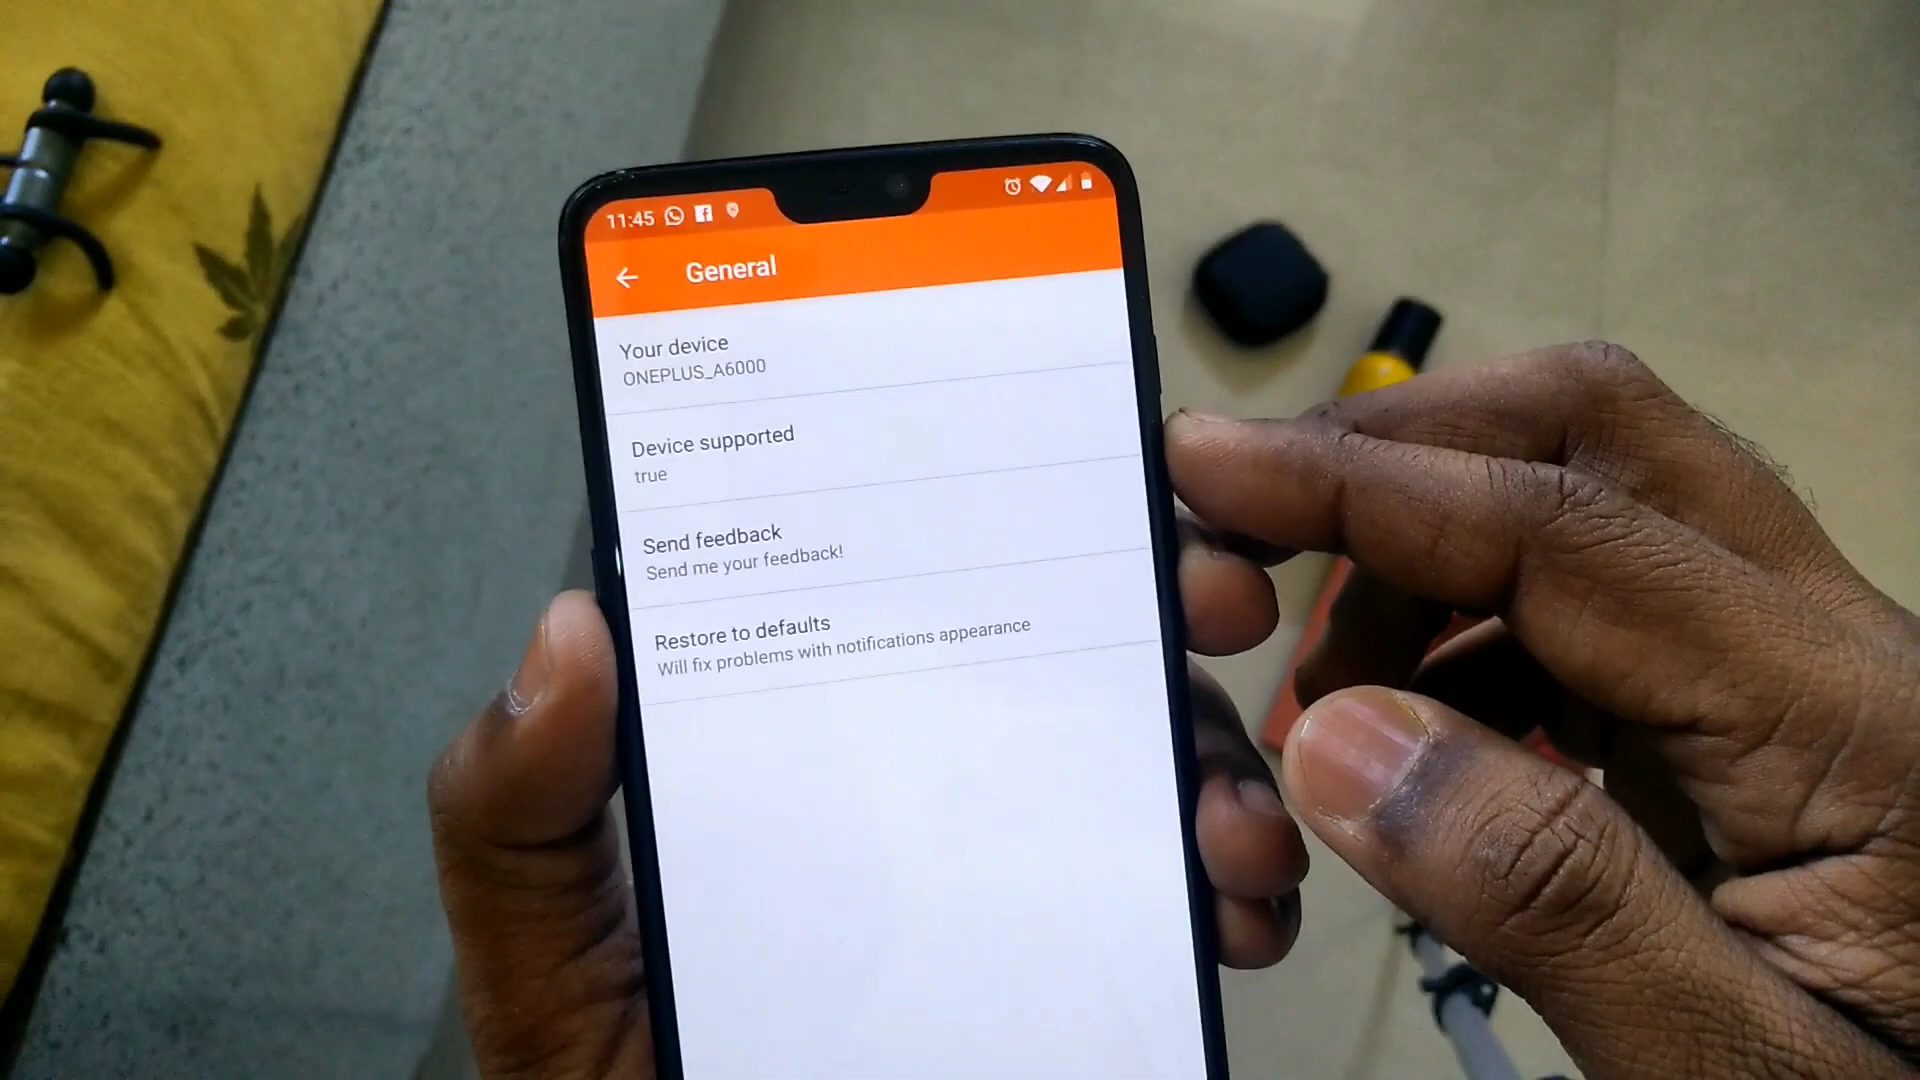 11:45
General
Your device
ONEPLUS_A6000
Device supported
true
Send feedback
Send me your feedback!
Restore to defaults
Will fix problems with notifications appearance